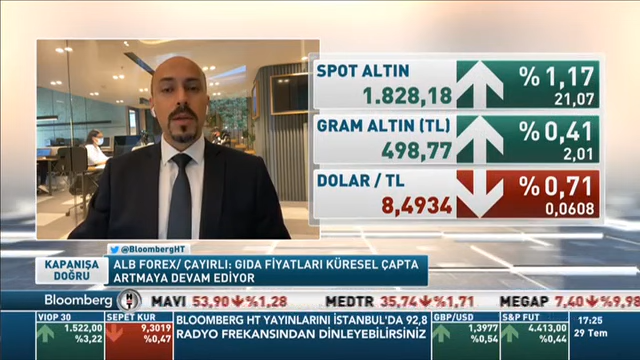 SPOT ALTIN
1.828,18
% 1,17
21,07
GRAM ALTIN (TL)
498,77
% 0,41
2,01
DOLAR / TL
8,4934
% 0,71
0,0608
@BloombergHT
KAPANIŞA
DOĞRU
ALB FOREX/ ÇAYIRLI: GIDA FİYATLARI KÜRESEL ÇAPTA
ARTMAYA DEVAM EDİYOR
Bloomberg HT
MAVI 53,90 %1,28 MEDTR 35,74 %1,71 MEGAP 7,40 %9,98
VIOP 30
1.522,00
%3,22
SEPET KUR
9,3019
%0,47
BLOOMBERG HT YAYINLARINI İSTANBUL'DA 92,8
RADYO FREKANSINDAN DİNLEYEBİLİRSİNİZ
GBP/USD
1,3977
%0,54
S&P FUT
4.413,00
%0,44
17:25
29 Tem